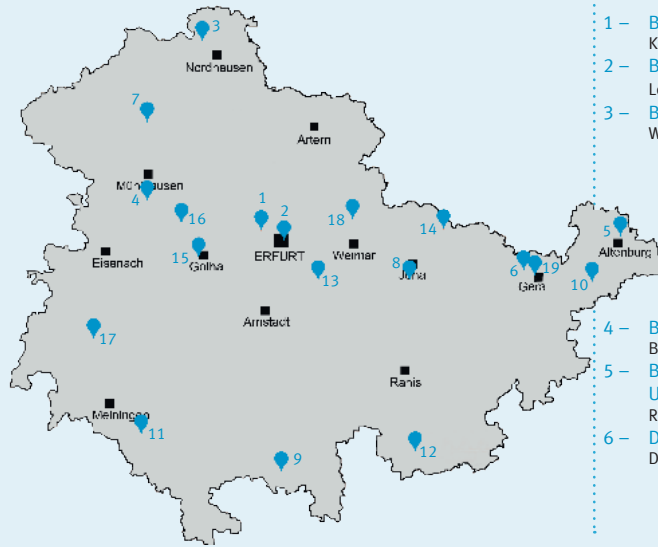 3
Nordhausen
7
Artern
Mühlhausen
4
16
1
2
18
14
5
Altenburg
15
ERFURT
Weimar
Eisenach
Gotha
13
8
Jena
6
19
Gera
10
Arnstadt
17
Ranis
Meiningen
11
12
9
1 – B
K
2 – B
Le
3 – B
W
4 – B
B
5 – B
U
R
6 – D
D